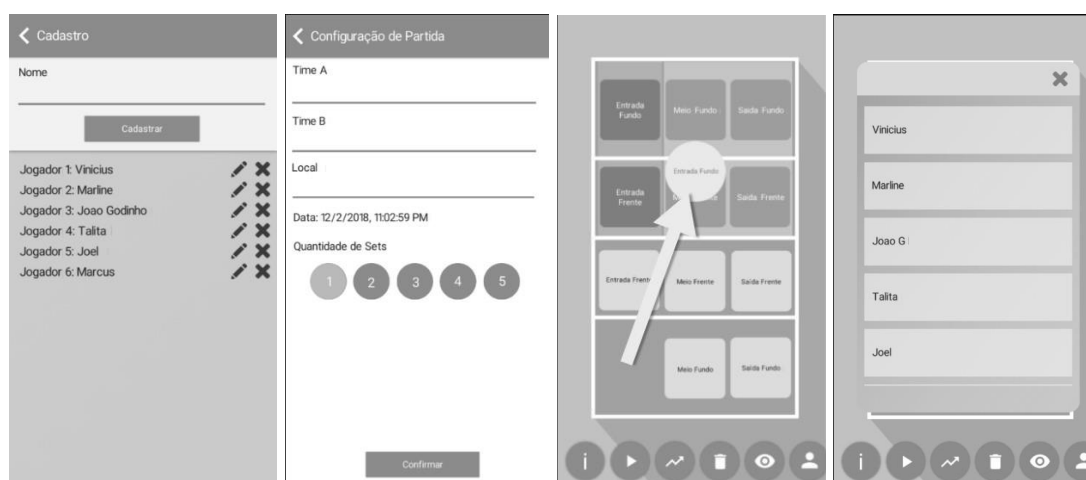 Cadastro
Nome
Cadastrar
Jogador 1: Vinicius
Jogador 2: Marline
Jogador 3: Joao Godinho
Jogador 4: Talita
Jogador 5: Joel
Jogador 6: Marcus
Configuração de Partida
Time A
Time B
Local
Data: 12/2/2018, 11:02:59 PM
Quantidade de Sets
1 2 3 4 5
Confirmar
Entrada Meio Fundo Saida Fundo
Fundo
Entrada Fundo
Entrada Saida Frente
Frente
Entrada Frente Meio Frente Saida Frente
Meio Fundo Saida Fundo
i
Vinicius
Marline
Joao G
Talita
Joel
i